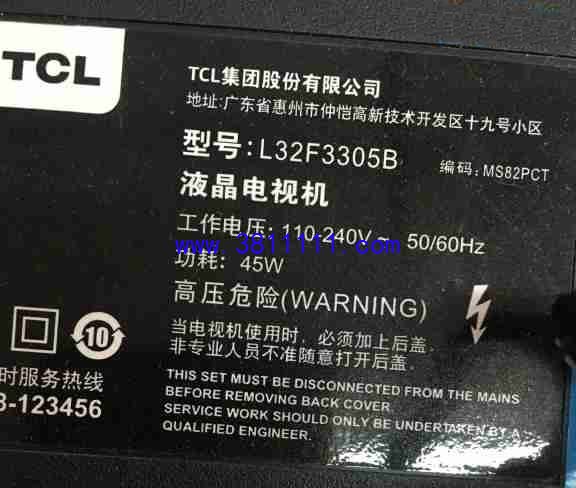 TCL
TCL集团股份有限公司
地址:广东省惠州市仲恺高新技术开发区十九号小区
型号:L32F3305B
编码:MS82PCT
液晶电视机
工作电压:110-240V~ 50/60Hz
www.3811111.com
功耗:45W
高压危险(WARNING)
当电视机使用时,必须加上后盖。
非专业人员不准随意打开后盖。
10
时服务热线
8-123456
THIS SET MUST BE DISCONNECTED FROM THE MAINS
BEFORE REMOVING BACK COVER.
SERVICE WORK SHOULD ONLY BE UNDERTAKEN BY A
QUALIFIED ENGINEER.